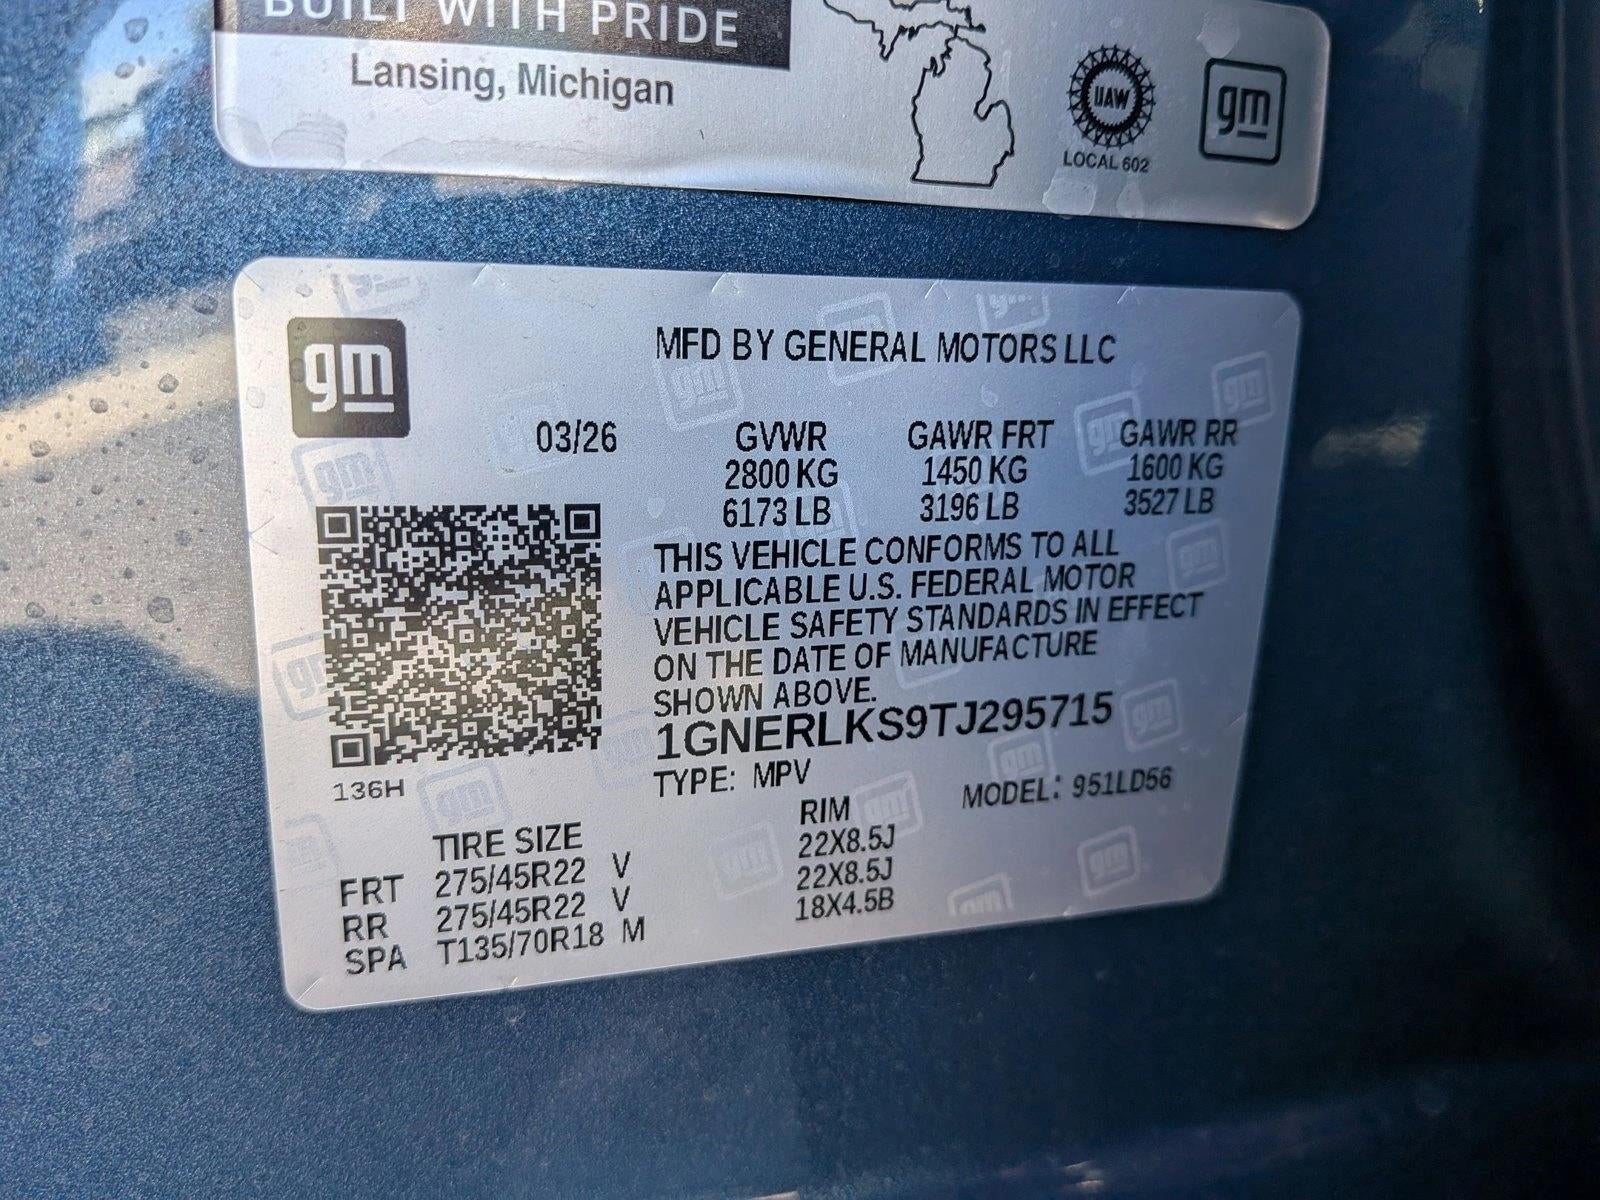 BUILT WITH PRIDE
Lansing, Michigan
UAW
LOCAL 602
gm
gm
MFD BY GENERAL MOTORS LLC
03/26 GVWR GAWR FRT GAWR RR
2800 KG 1450 KG 1600 KG
6173 LB 3196 LB 3527 LB
THIS VEHICLE CONFORMS TO ALL
APPLICABLE U.S. FEDERAL MOTOR
VEHICLE SAFETY STANDARDS IN EFFECT
ON THE DATE OF MANUFACTURE
SHOWN ABOVE.
1GNERLKS9TJ295715
136H
TYPE: MPV MODEL: 951LD56
TIRE SIZE RIM
FRT 275/45R22 V 22X8.5J
RR 275/45R22 V 22X8.5J
SPA T135/70R18 M 18X4.5B